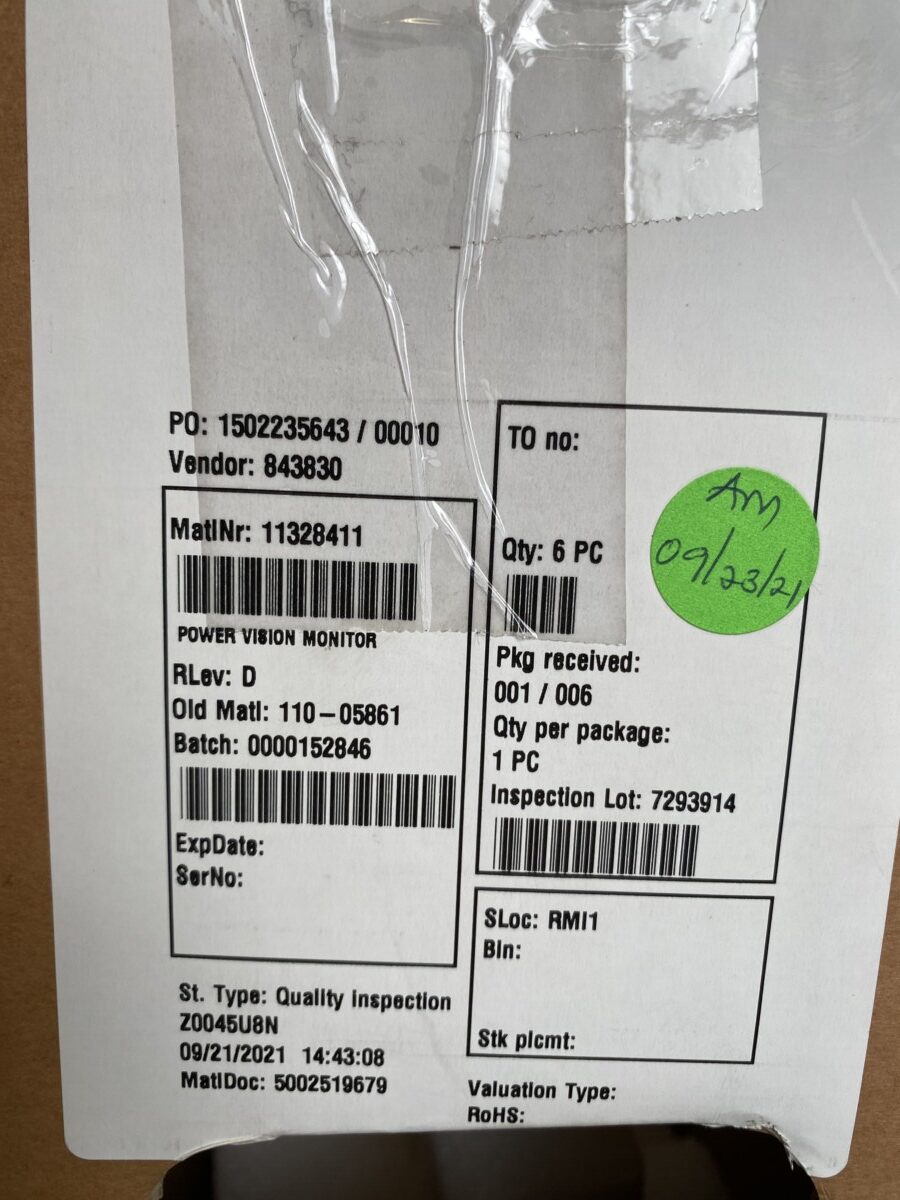 PO: 1502235643 / 00010
Vendor: 843830
MatlNr: 11328411
POWER VISION MONITOR
RLev: D
Old Matl: 110-05861
Batch: 0000152846
ExpDate:
SerNo:
St. Type: Quality Inspection
Z0045U8N
09/21/2021 14:43:08
MatlDoc: 5002519679
TO no:
Qty: 6 PC
Pkg received:
001 / 006
Qty per package:
1 PC
Inspection Lot: 7293914
SLoc: RMI1
Bin:
Stk plcmt:
Valuation Type:
RoHS:
AM
09/23/21